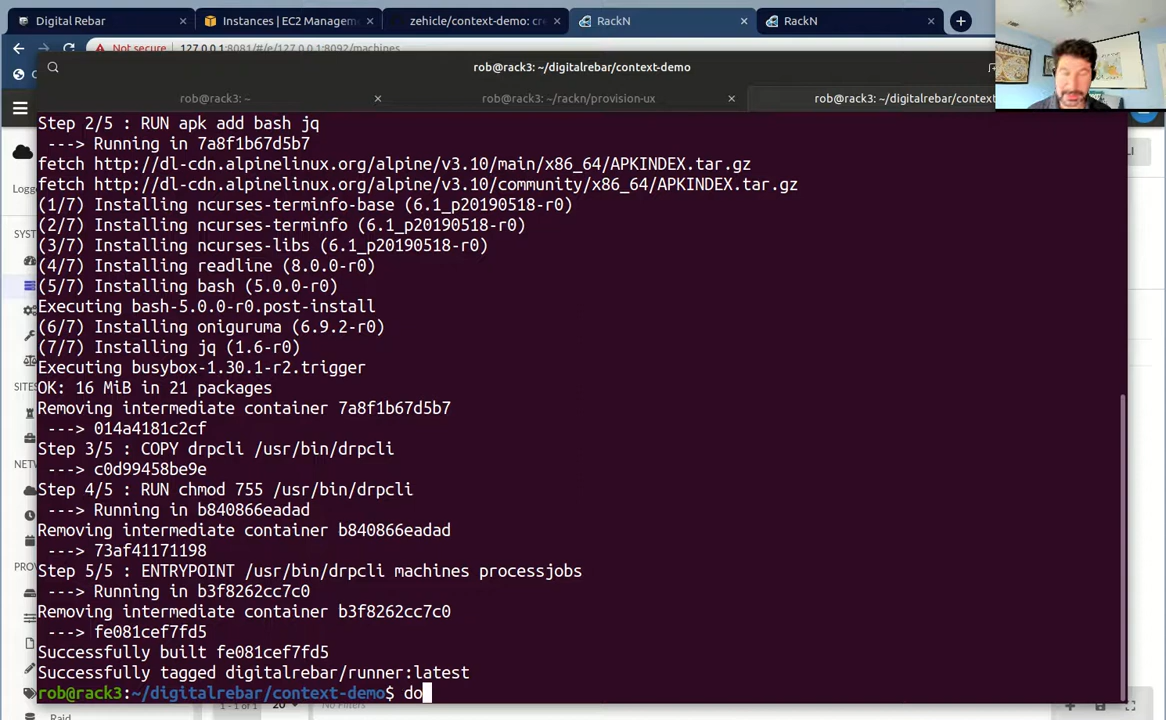 Digital Rebar
Instances | EC2 Managem
zehicle/context-demo: cre
RackN
RackN
Not secure 127.0.0.1:8081/#/e/127.0.0.1:8092/machines
rob@rack3: ~/digitalrebar/context-demo
rob@rack3: ~
rob@rack3: ~/rackn/provision-ux
rob@rack3: ~/digitalrebar/context
Step 2/5 : RUN apk add bash jq
---> Running in 7a8f1b67d5b7
fetch http://dl-cdn.alpinelinux.org/alpine/v3.10/main/x86_64/APKINDEX.tar.gz
fetch http://dl-cdn.alpinelinux.org/alpine/v3.10/community/x86_64/APKINDEX.tar.gz
(1/7) Installing ncurses-terminfo-base (6.1_p20190518-r0)
(2/7) Installing ncurses-terminfo (6.1_p20190518-r0)
(3/7) Installing ncurses-libs (6.1_p20190518-r0)
(4/7) Installing readline (8.0.0-r0)
(5/7) Installing bash (5.0.0-r0)
Executing bash-5.0.0-r0.post-install
(6/7) Installing oniguruma (6.9.2-r0)
(7/7) Installing jq (1.6-r0)
Executing busybox-1.30.1-r2.trigger
OK: 16 MiB in 21 packages
Removing intermediate container 7a8f1b67d5b7
---> 014a4181c2cf
Step 3/5 : COPY drpcli /usr/bin/drpcli
---> c0d99458be9e
Step 4/5 : RUN chmod 755 /usr/bin/drpcli
---> Running in b840866eadad
Removing intermediate container b840866eadad
---> 73af41171198
Step 5/5 : ENTRYPOINT /usr/bin/drpcli machines processjobs
---> Running in b3f8262cc7c0
Removing intermediate container b3f8262cc7c0
---> fe081cef7fd5
Successfully built fe081cef7fd5
Successfully tagged digitalrebar/runner:latest
rob@rack3:~/digitalrebar/context-demo$ do
Logge
SYST
SITES
NETW
PRO
Raid
1 - 1 of 1
20
No Filters